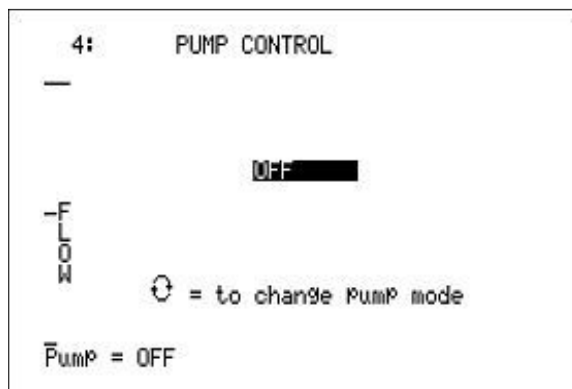 4: PUMP CONTROL
OFF
-F
L
O
W
= to change Pump mode
Pump = OFF